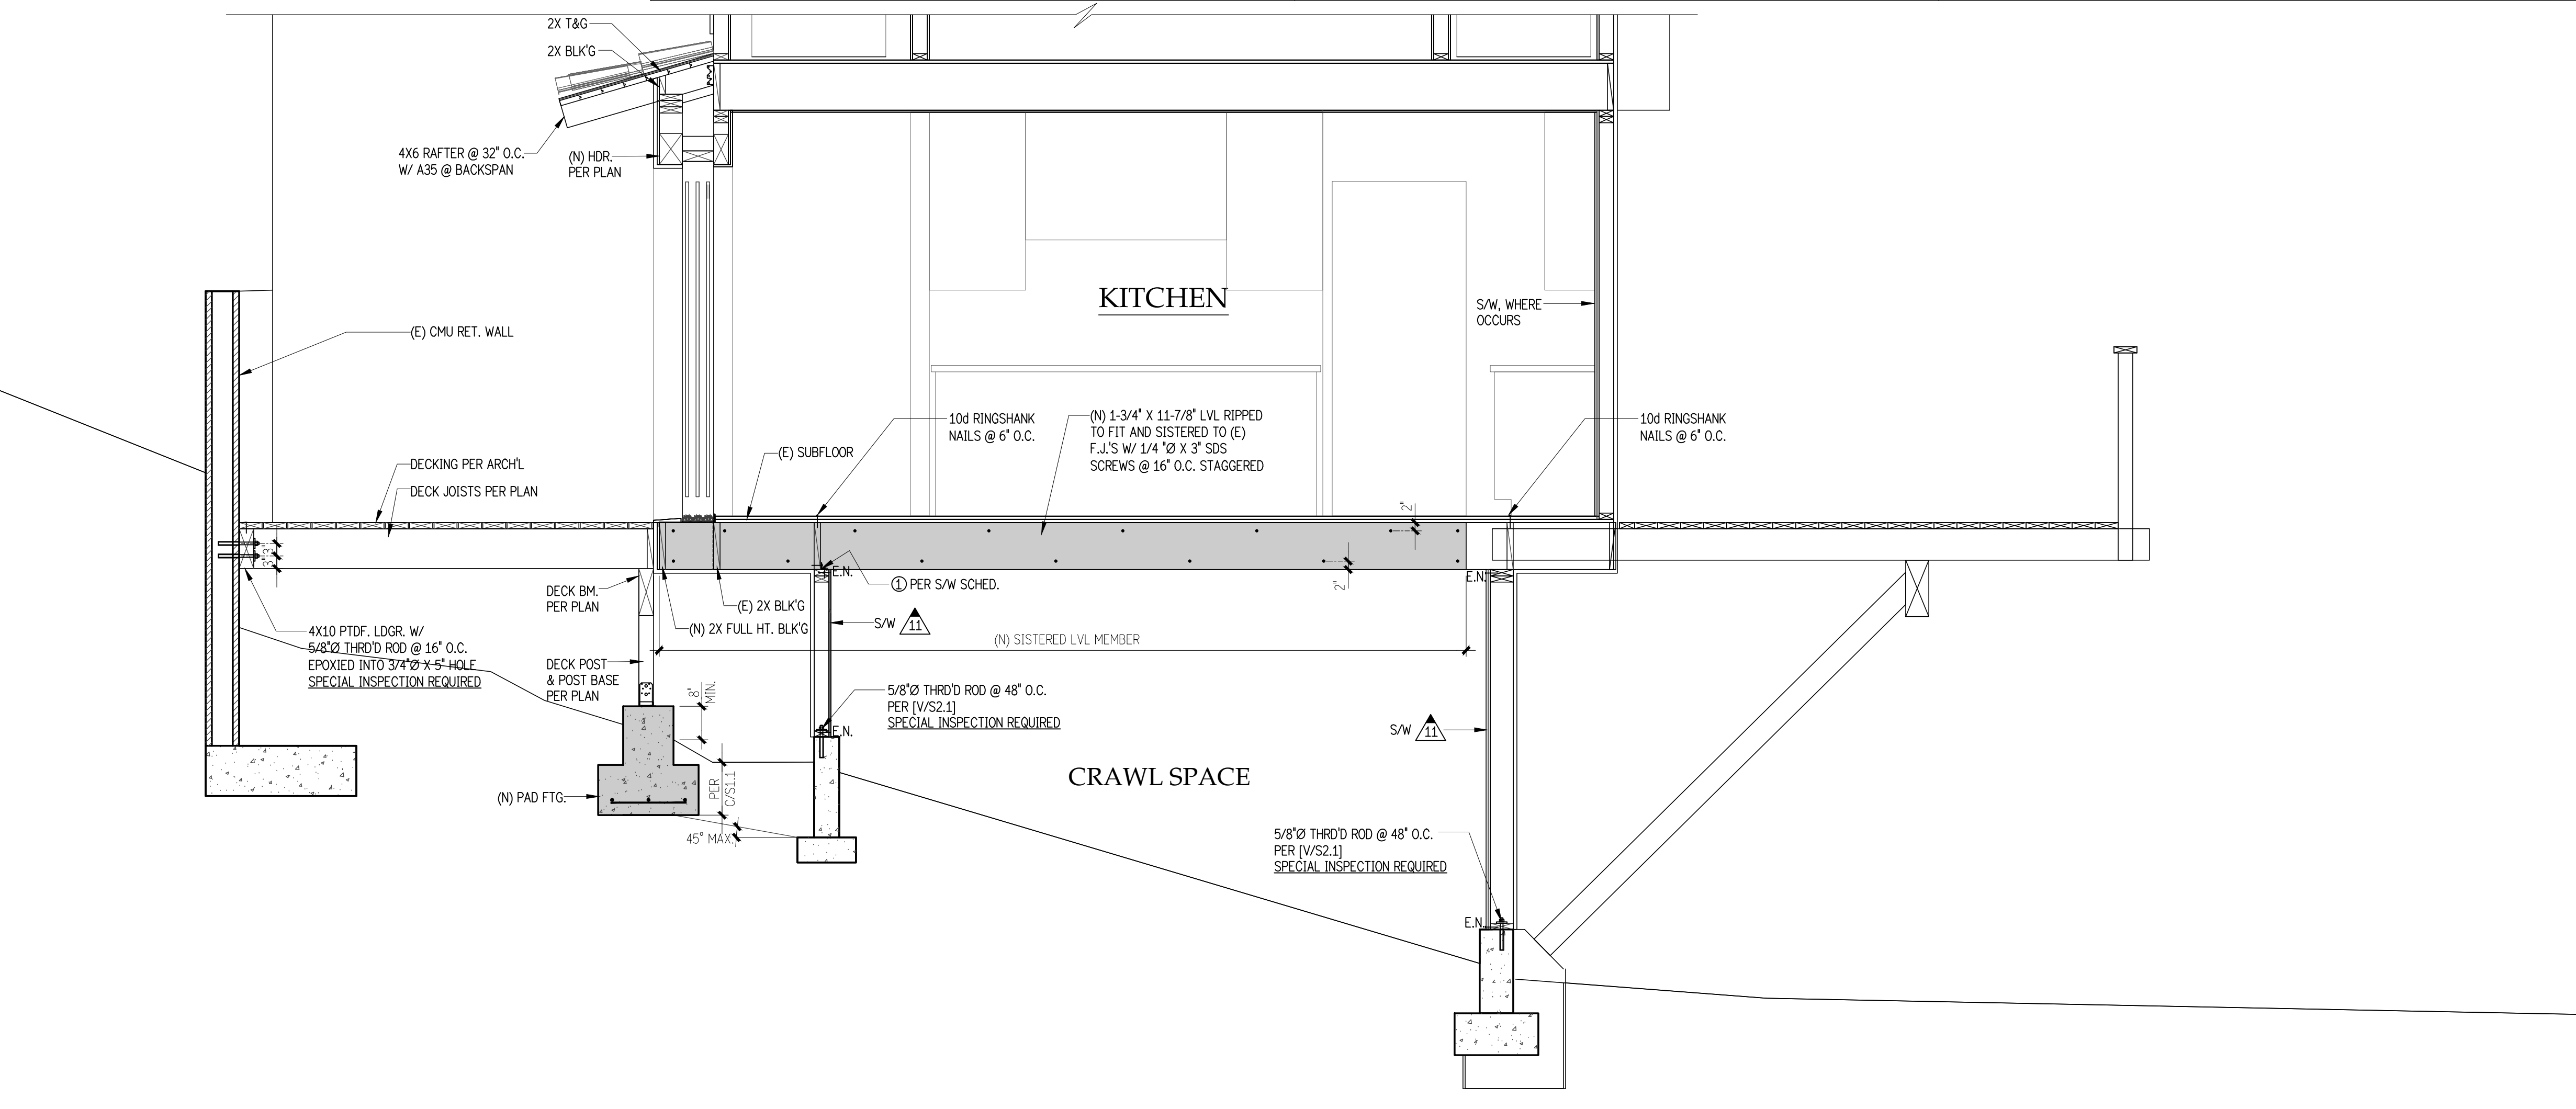 2X T&G
2X BLK'G
4X6 RAFTER @ 32" O.C.
W/ A35 @ BACKSPAN
(N) HDR.
PER PLAN
KITCHEN
S/W, WHERE
OCCURS
(E) CMU RET. WALL
10d RINGSHANK
NAILS @ 6" O.C.
(N) 1-3/4" X 11-7/8" LVL RIPPED
TO FIT AND SISTERED TO (E)
F.J.'S W/ 1/4 "Ø X 3" SDS
SCREWS @ 16" O.C. STAGGERED
10d RINGSHANK
NAILS @ 6" O.C.
(E) SUBFLOOR
DECKING PER ARCH'L
DECK JOISTS PER PLAN
2"
3"
3"
2"
E.N.
E.N.
1 PER S/W SCHED.
DECK BM.
PER PLAN
(E) 2X BLK'G
(N) 2X FULL HT. BLK'G
S/W 11
(N) SISTERED LVL MEMBER
4X10 PTDF. LDGR. W/
5/8"Ø THRD'D ROD @ 16" O.C.
EPOXIED INTO 3/4"Ø X 5" HOLE
SPECIAL INSPECTION REQUIRED
DECK POST
& POST BASE
PER PLAN
8"
MIN.
5/8"Ø THRD'D ROD @ 48" O.C.
PER [V/S2.1]
SPECIAL INSPECTION REQUIRED
E.N.
S/W 11
CRAWL SPACE
(N) PAD FTG.
PER
C/S1.1
45° MAX.
5/8"Ø THRD'D ROD @ 48" O.C.
PER [V/S2.1]
SPECIAL INSPECTION REQUIRED
E.N.